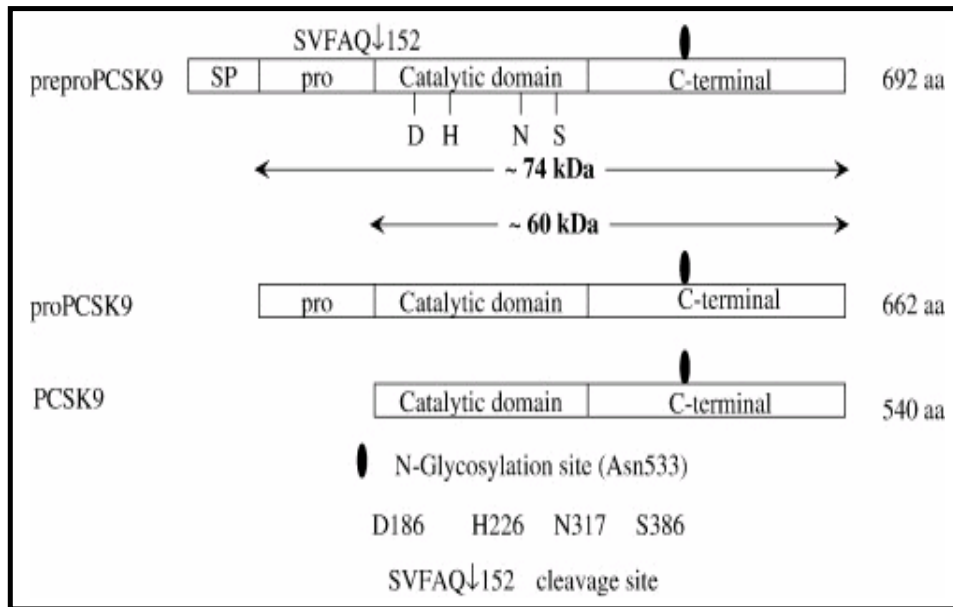 SVFAQ↓152
preproPCSK9 SP pro Catalytic domain C-terminal 692 aa
D H N S
~ 74 kDa
~ 60 kDa
proPCSK9 pro Catalytic domain C-terminal 662 aa
PCSK9 Catalytic domain C-terminal 540 aa
N-Glycosylation site (Asn533)
D186 H226 N317 S386
SVFAQ↓152 cleavage site